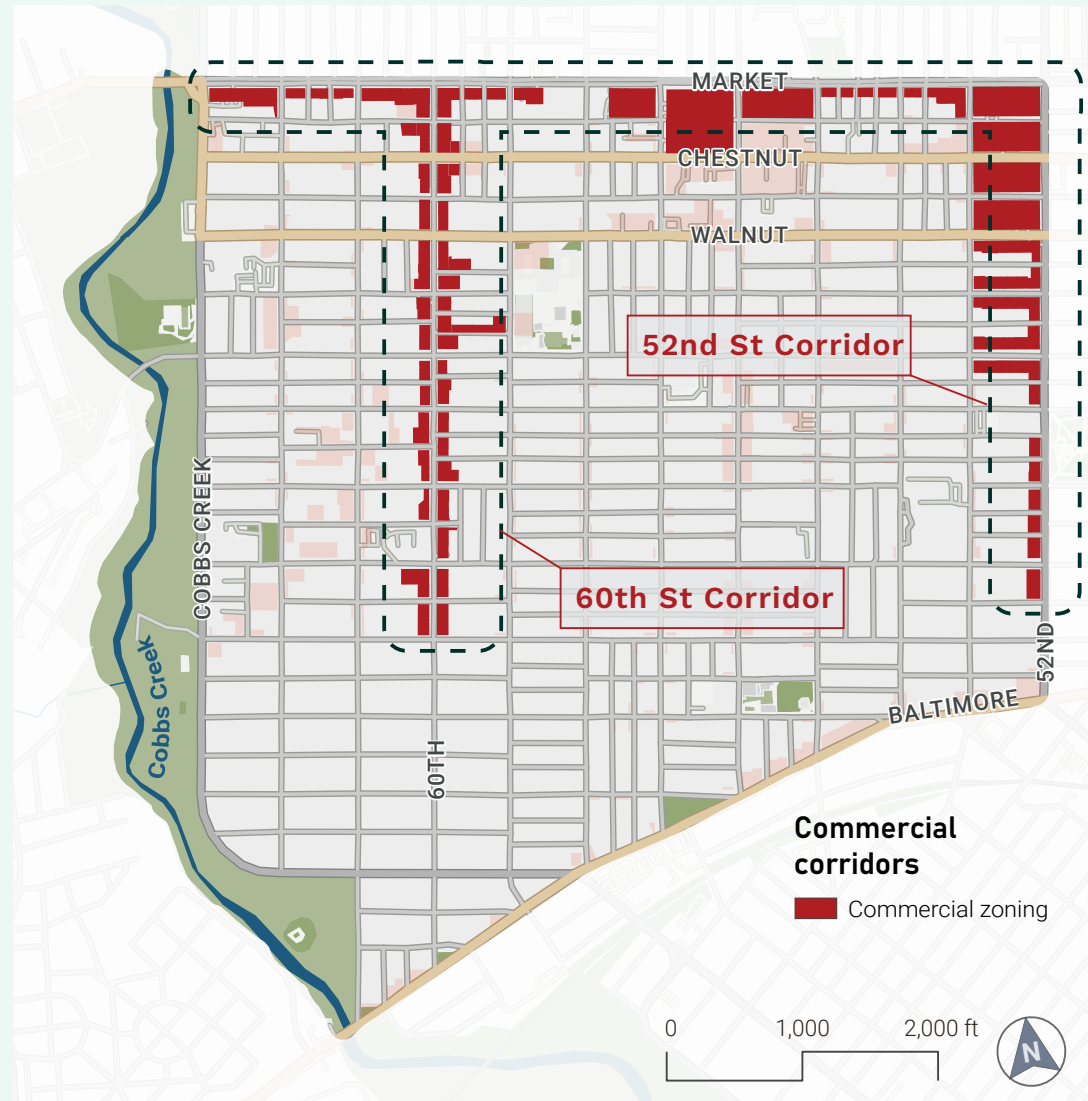 MARKET
CHESTNUT
WALNUT
52nd St Corridor
COBBS CREEK
60th St Corridor
Cobbs Creek
52ND
BALTIMORE
60TH
Commercial
corridors
Commercial zoning
0 1,000 2,000 ft
N